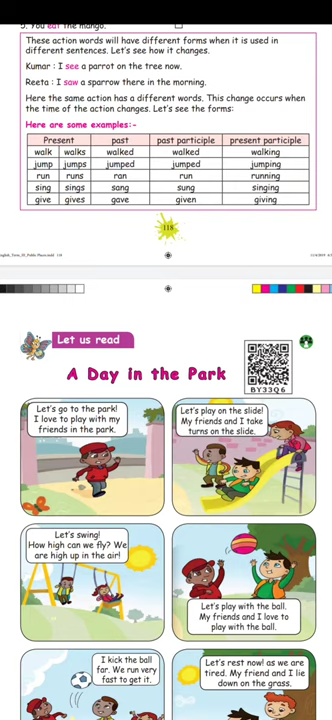 5. You eat the mango.
These action words will have different forms when it is used in
different sentences. Let's see how it changes.
Kumar : I see a parrot on the tree now.
Reeta : I saw a sparrow there in the morning.
Here the same action has a different words. This change occurs when
the time of the action changes. Let's see the forms:
Here are some examples:-
Present past past participle present participle
walk walks walked walked walking
jump jumps jumped jumped jumping
run runs ran run running
sing sings sang sung singing
give gives gave given giving
118
Let us read
A Day in the Park
BY33Q6
Let's go to the park!
I love to play with my
friends in the park.
Let's play on the slide!
My friends and I take
turns on the slide.
Let's swing!
How high can we fly? We
are high up in the air!
Let's play with the ball.
My friends and I love to
play with the ball.
I kick the ball
far. We run very
fast to get it.
Let's rest now! as we are
tired. My friend and I lie
down on the grass.